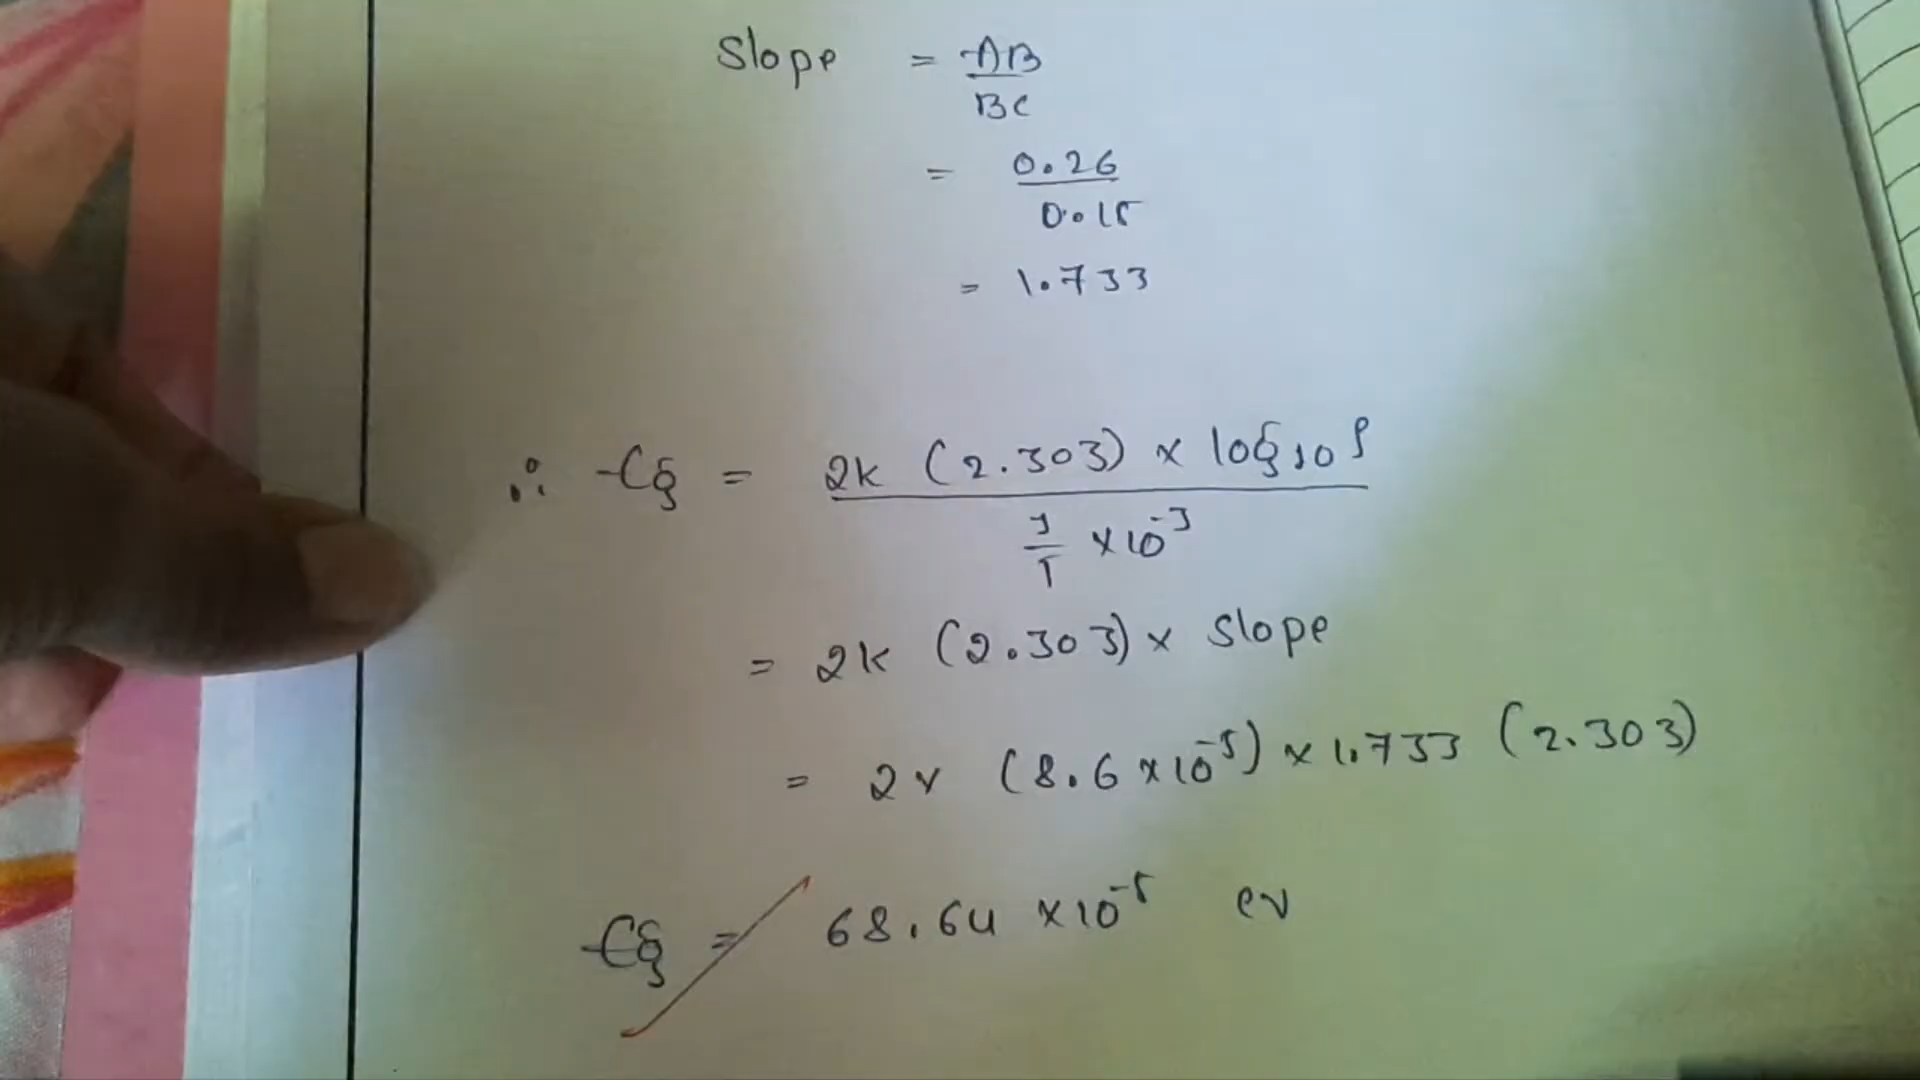 Slope = AB
BC
= 0.26
0.15
= 1.733
∴ Eg = 2k (2.303) × log10 ρ
1/T × 10^-3
= 2k (2.303) × slope
= 2 × (8.6 × 10^-5) × 1.733 (2.303)
Eg = 68.64 × 10^-5 ev